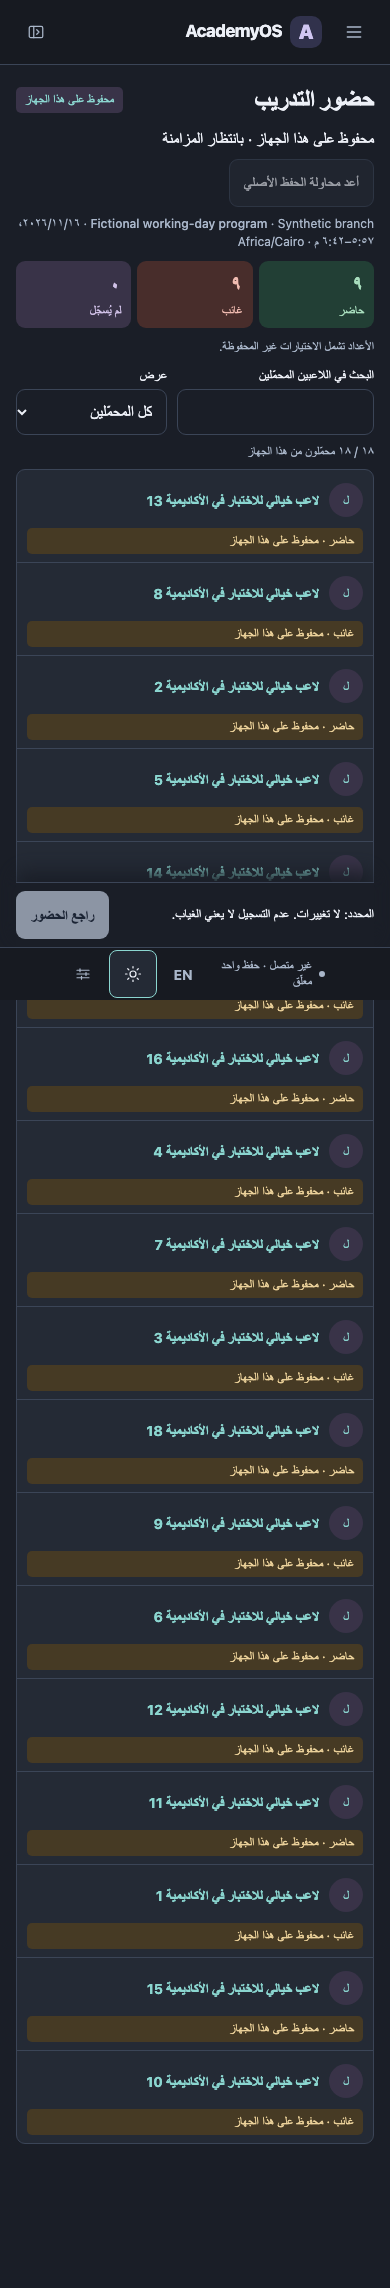 AcademyOS A
حضور التدريب
محفوظ على هذا الجهاز
محفوظ على هذا الجهاز · بانتظار المزامنة
أعد محاولة الحفظ الأصلي
Fictional working-day program · Synthetic branch · ٢٠٢٦/١١/١٦،
٥:٥٧–٦:٤٢ م · Africa/Cairo
٩
حاضر
٩
غائب
٠
لم يُسجّل
الأعداد تشمل الاختيارات غير المحفوظة.
البحث في اللاعبين المحمّلين
عرض
كل المحمّلين
١٨ / ١٨ محمّلون من هذا الجهاز
ل
لاعب خيالي للاختبار في الأكاديمية 13
حاضر · محفوظ على هذا الجهاز
ل
لاعب خيالي للاختبار في الأكاديمية 8
غائب · محفوظ على هذا الجهاز
ل
لاعب خيالي للاختبار في الأكاديمية 2
حاضر · محفوظ على هذا الجهاز
ل
لاعب خيالي للاختبار في الأكاديمية 5
غائب · محفوظ على هذا الجهاز
ل
لاعب خيالي للاختبار في الأكاديمية 14
المحدد: لا تغييرات. عدم التسجيل لا يعني الغياب.
راجع الحضور
غير متصل · حفظ واحد
معلّق
EN
غائب · محفوظ على هذا الجهاز
ل
لاعب خيالي للاختبار في الأكاديمية 16
حاضر · محفوظ على هذا الجهاز
ل
لاعب خيالي للاختبار في الأكاديمية 4
غائب · محفوظ على هذا الجهاز
ل
لاعب خيالي للاختبار في الأكاديمية 7
حاضر · محفوظ على هذا الجهاز
ل
لاعب خيالي للاختبار في الأكاديمية 3
غائب · محفوظ على هذا الجهاز
ل
لاعب خيالي للاختبار في الأكاديمية 18
حاضر · محفوظ على هذا الجهاز
ل
لاعب خيالي للاختبار في الأكاديمية 9
غائب · محفوظ على هذا الجهاز
ل
لاعب خيالي للاختبار في الأكاديمية 6
حاضر · محفوظ على هذا الجهاز
ل
لاعب خيالي للاختبار في الأكاديمية 12
غائب · محفوظ على هذا الجهاز
ل
لاعب خيالي للاختبار في الأكاديمية 11
حاضر · محفوظ على هذا الجهاز
ل
لاعب خيالي للاختبار في الأكاديمية 1
غائب · محفوظ على هذا الجهاز
ل
لاعب خيالي للاختبار في الأكاديمية 15
حاضر · محفوظ على هذا الجهاز
ل
لاعب خيالي للاختبار في الأكاديمية 10
غائب · محفوظ على هذا الجهاز